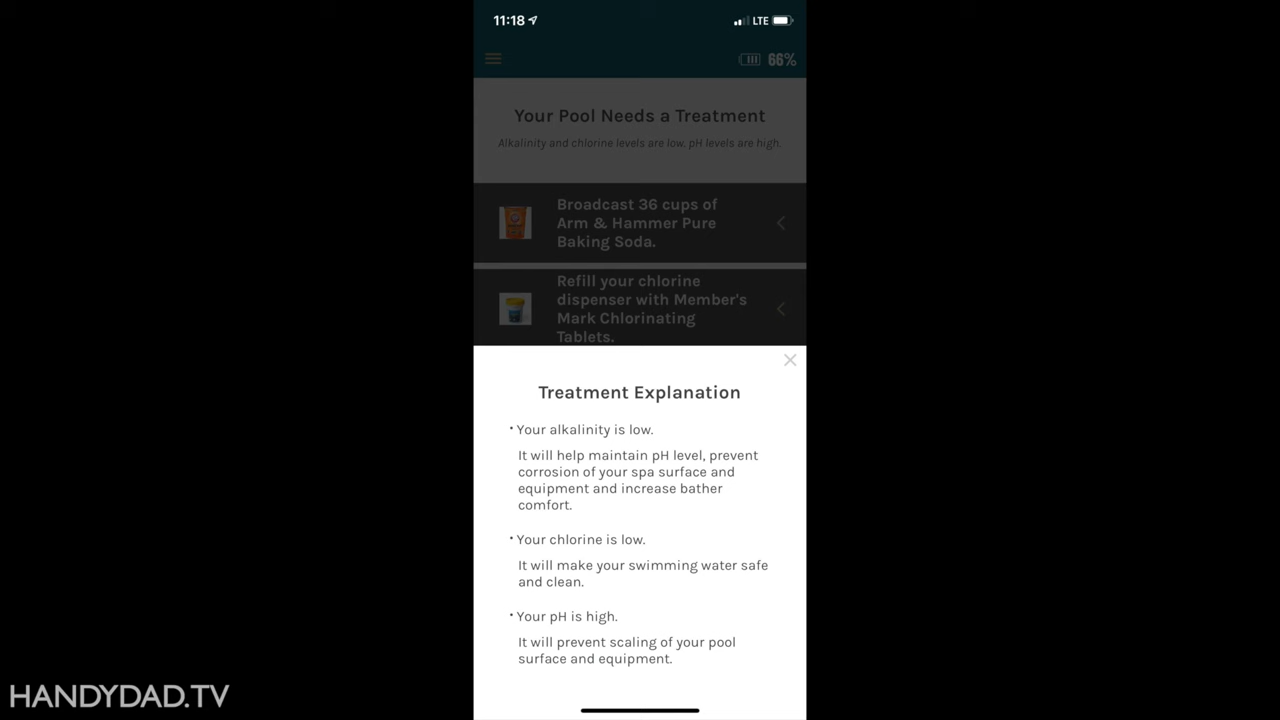 11:18
LTE
66%
Your Pool Needs a Treatment
Alkalinity and chlorine levels are low, pH levels are high.
Broadcast 36 cups of
Arm & Hammer Pure
Baking Soda.
Refill your chlorine
dispenser with Member's
Mark Chlorinating
Tablets.
Treatment Explanation
• Your alkalinity is low.
It will help maintain pH level, prevent
corrosion of your spa surface and
equipment and increase bather
comfort.
• Your chlorine is low.
It will make your swimming water safe
and clean.
• Your pH is high.
It will prevent scaling of your pool
surface and equipment.
HANDYDAD.TV